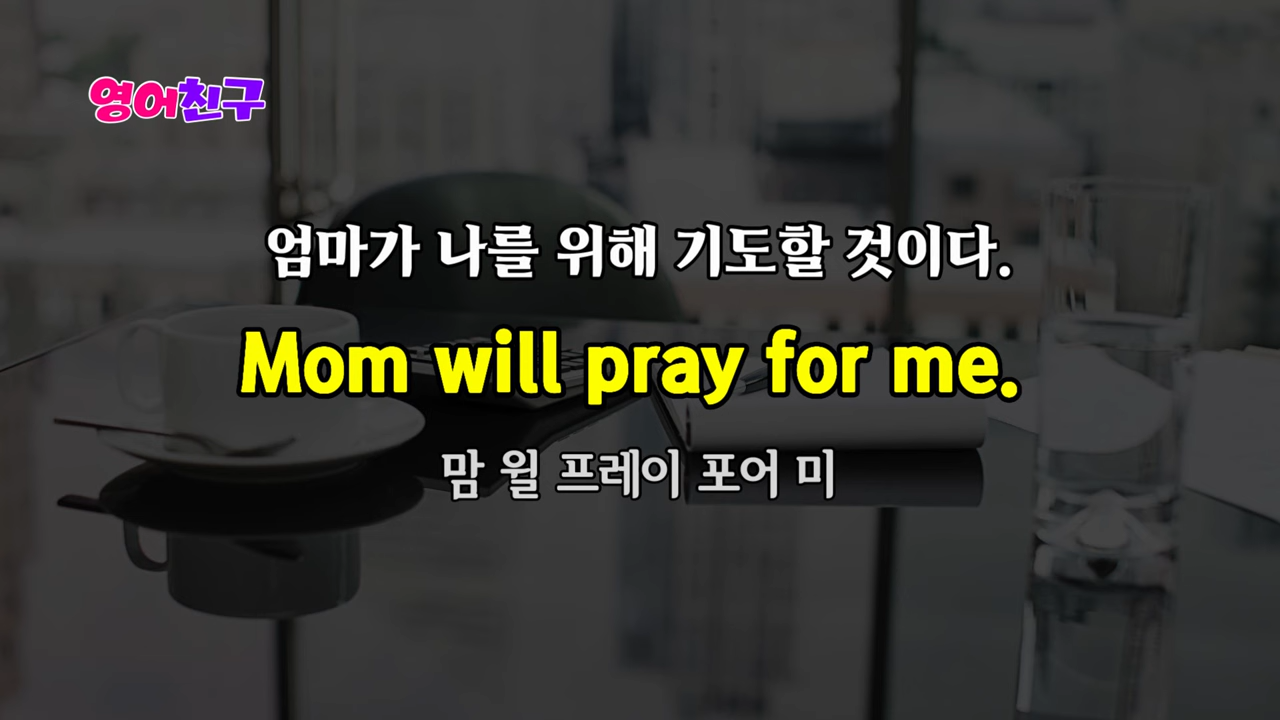 영어친구
엄마가 나를 위해 기도할 것이다.
Mom will pray for me.
맘 윌 프레이 포어 미